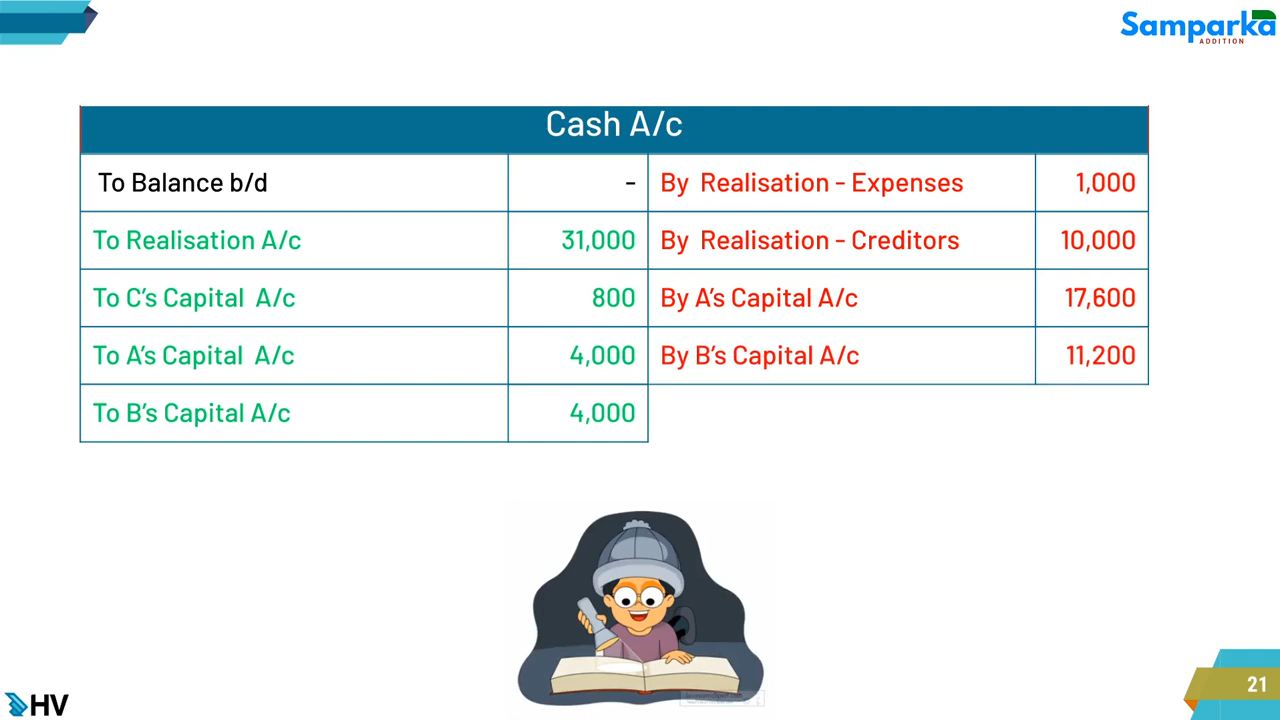 Samparka
ADDITION
Cash A/c
To Balance b/d - By Realisation - Expenses 1,000
To Realisation A/c 31,000 By Realisation - Creditors 10,000
To C's Capital A/c 800 By A's Capital A/c 17,600
To A's Capital A/c 4,000 By B's Capital A/c 11,200
To B's Capital A/c 4,000
HV
21